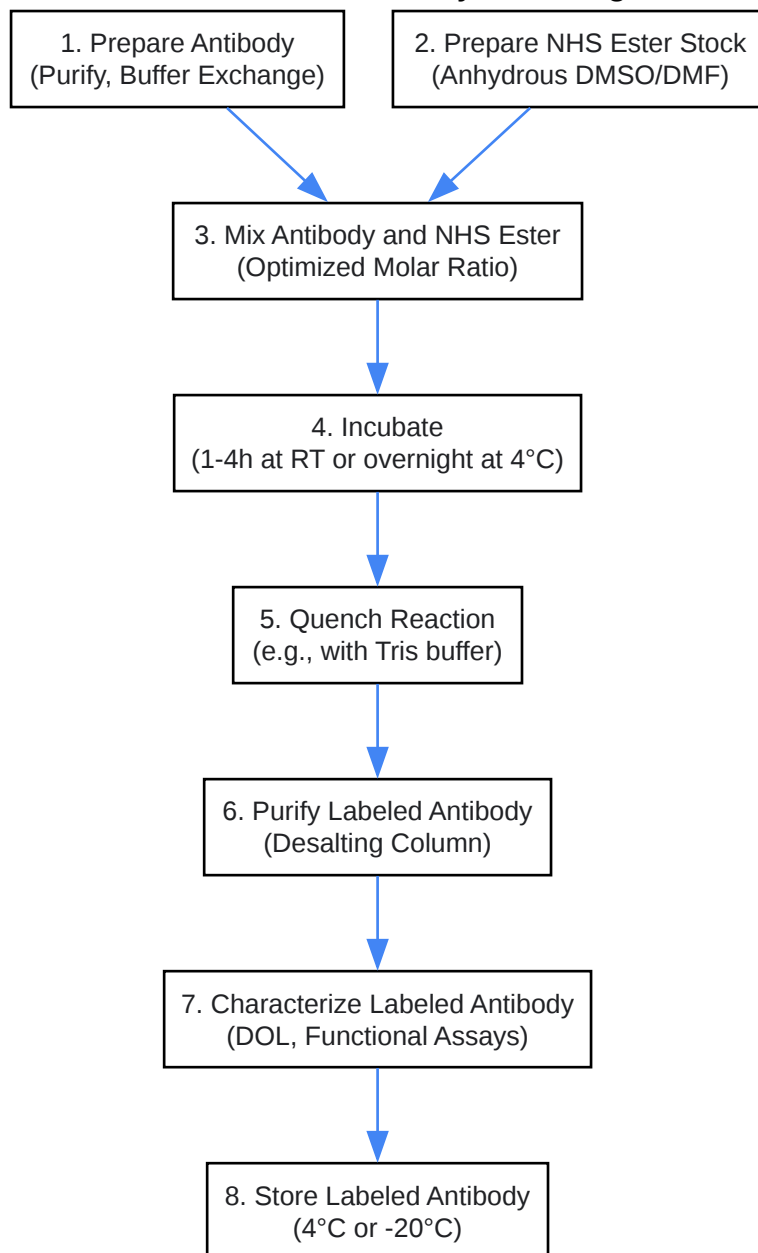 1. Prepare Antibody
(Purify, Buffer Exchange)
2. Prepare NHS Ester Stock
(Anhydrous DMSO/DMF)
3. Mix Antibody and NHS Ester
(Optimized Molar Ratio)
4. Incubate
(1-4h at RT or overnight at 4°C)
5. Quench Reaction
(e.g., with Tris buffer)
6. Purify Labeled Antibody
(Desalting Column)
7. Characterize Labeled Antibody
(DOL, Functional Assays)
8. Store Labeled Antibody
(4°C or -20°C)